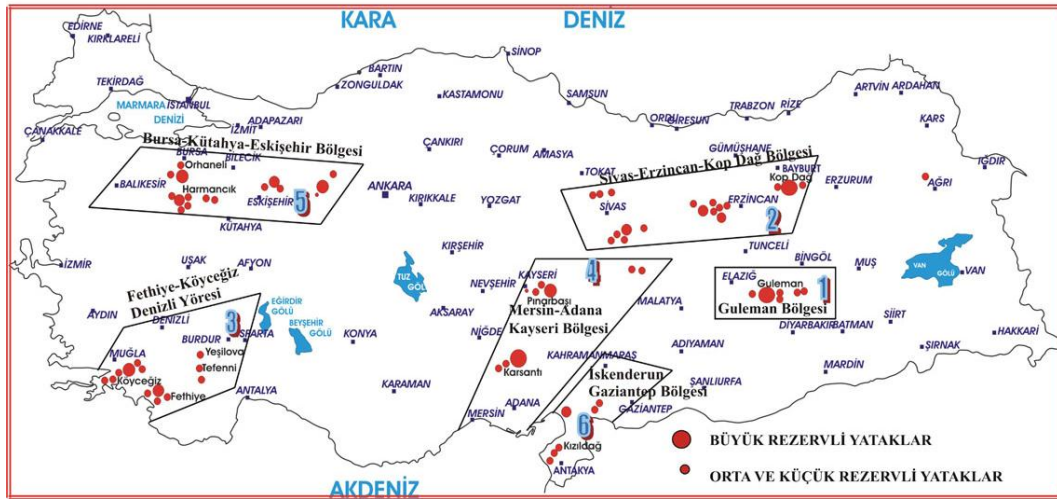 KARA DENİZ
EDİRNE
KIRKLARELİ
SİNOP
BARTIN
ZONGULDAK
TEKİRDAĞ
KASTAMONU
SAMSUN
ARTVİN
ARDAHAN
MARMARA
DENİZİ
İSTANBUL
TRABZON
RİZE
ÇANAKKALE
İZMİT
ADAPAZARI
ORDU
GİRESUN
KARS
Bursa-Kütahya-Eskişehir Bölgesi
ÇANKIRI
ÇORUM
AMASYA
GÜMÜŞHANE
BURSA
BİLECİK
Sivas-Erzincan-Kop Dağ Bölgesi
IĞDIR
Orhaneli
TOKAT
BAYBURT
Kop Dağ
BALIKESİR
Harmancık
ANKARA
ERZURUM
AĞRI
ESKİŞEHİR
5
KIRIKKALE
YOZGAT
SİVAS
ERZİNCAN
2
KÜTAHYA
KIRŞEHİR
TUNCELİ
İZMİR
UŞAK
AFYON
TUZ
GÖLÜ
KAYSERİ
4
BİNGÖL
MUŞ
VAN
GÖLÜ
VAN
Fethiye-Köyceğiz
Denizli Yöresi
NEVŞEHİR
Pınarbaşı
ELAZIĞ
Guleman
1
EĞİRDİR
GÖLÜ
AKSARAY
Mersin-Adana
Kayseri Bölgesi
MALATYA
Guleman Bölgesi
AYDIN
DENİZLİ
3
BEYŞEHİR
GÖLÜ
SİİRT
BURDUR
ISPARTA
KONYA
NİĞDE
DİYARBAKIR
BATMAN
HAKKARİ
MUĞLA
Yeşilova
KAHRAMANMARAŞ
ADIYAMAN
ŞIRNAK
Köyceğiz
Tefenni
Karsantı
İskenderun
Gaziantep Bölgesi
MARDİN
Fethiye
ANTALYA
KARAMAN
ŞANLIURFA
ADANA
GAZİANTEP
MERSİN
6
Kızıldağ
BÜYÜK REZERVLİ YATAKLAR
ANTAKYA
ORTA VE KÜÇÜK REZERVLİ YATAKLAR
AKDENİZ